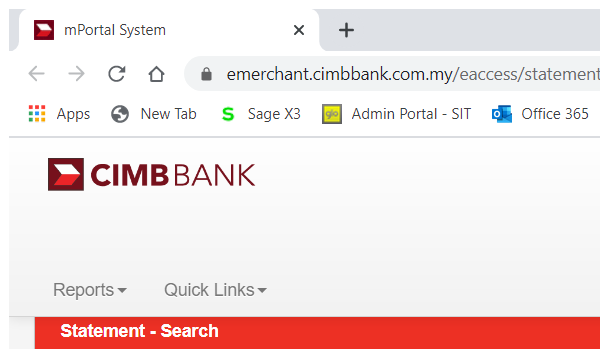 mPortal System
emerchant.cimbbank.com.my/eaccess/statement
Apps New Tab S Sage X3 glo Admin Portal - SIT Office 365
CIMB BANK
Reports Quick Links
Statement - Search